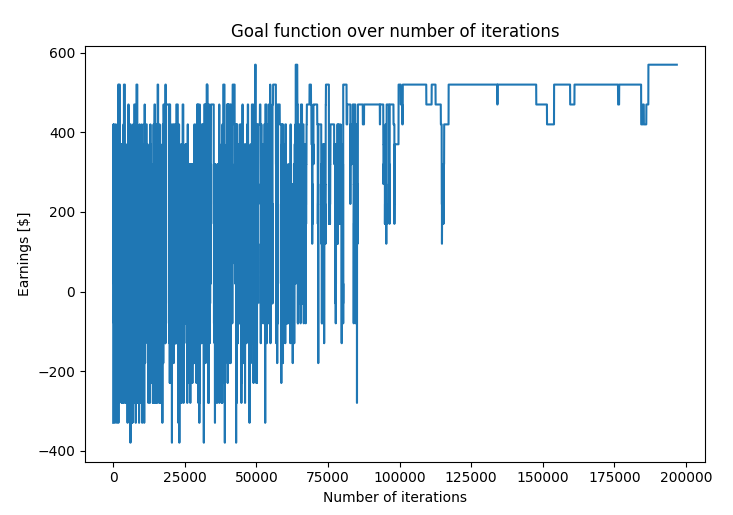 Goal function over number of iterations
600
400
200
0
−200
−400
Earnings [$]
0 25000 50000 75000 100000 125000 150000 175000 200000
Number of iterations